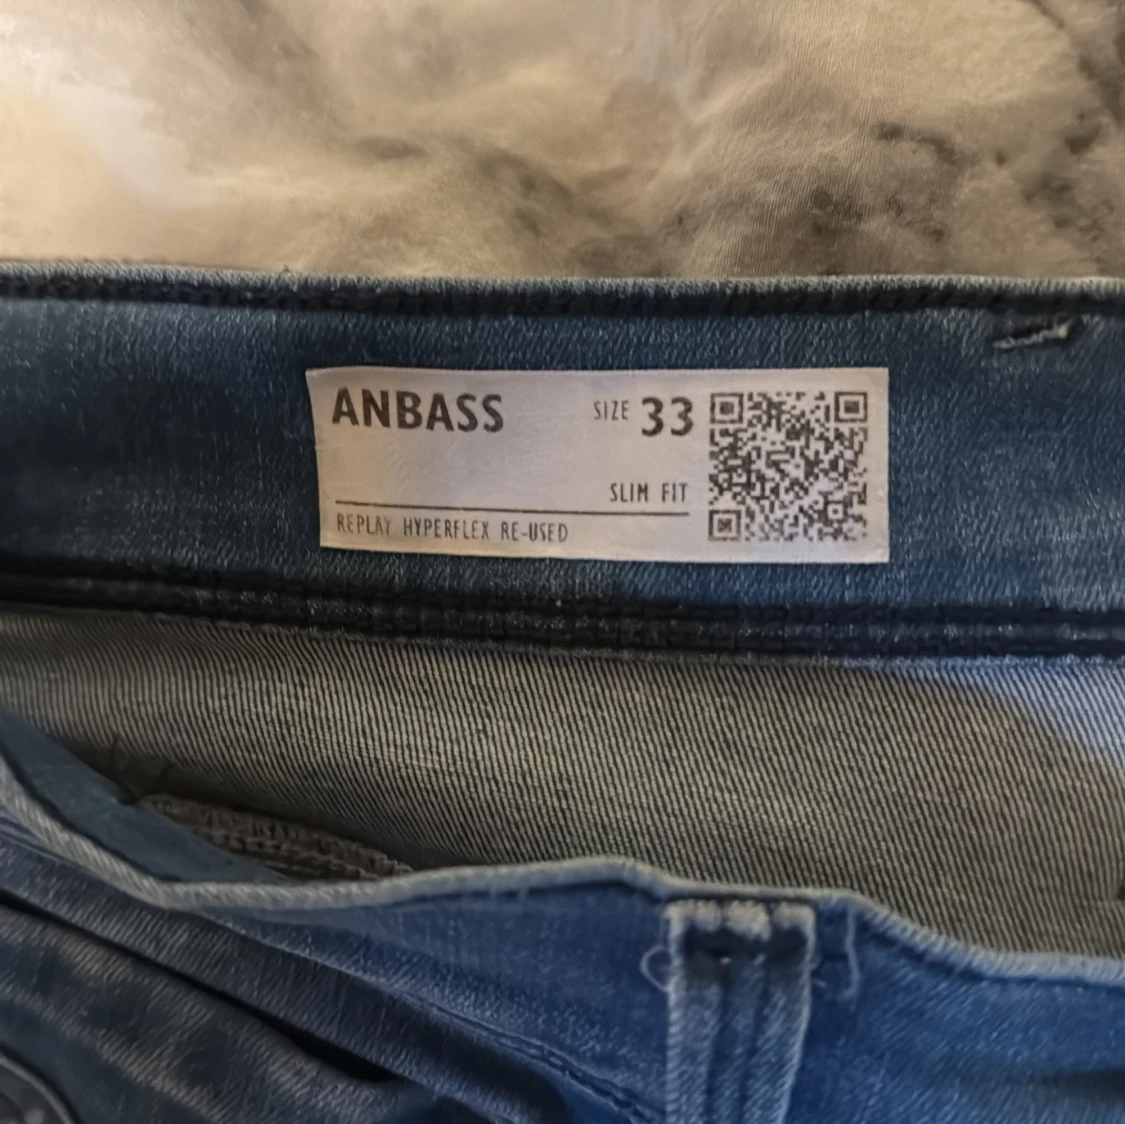 ANBASS
SIZE 33
SLIM FIT
REPLAY HYPERFLEX RE-USED